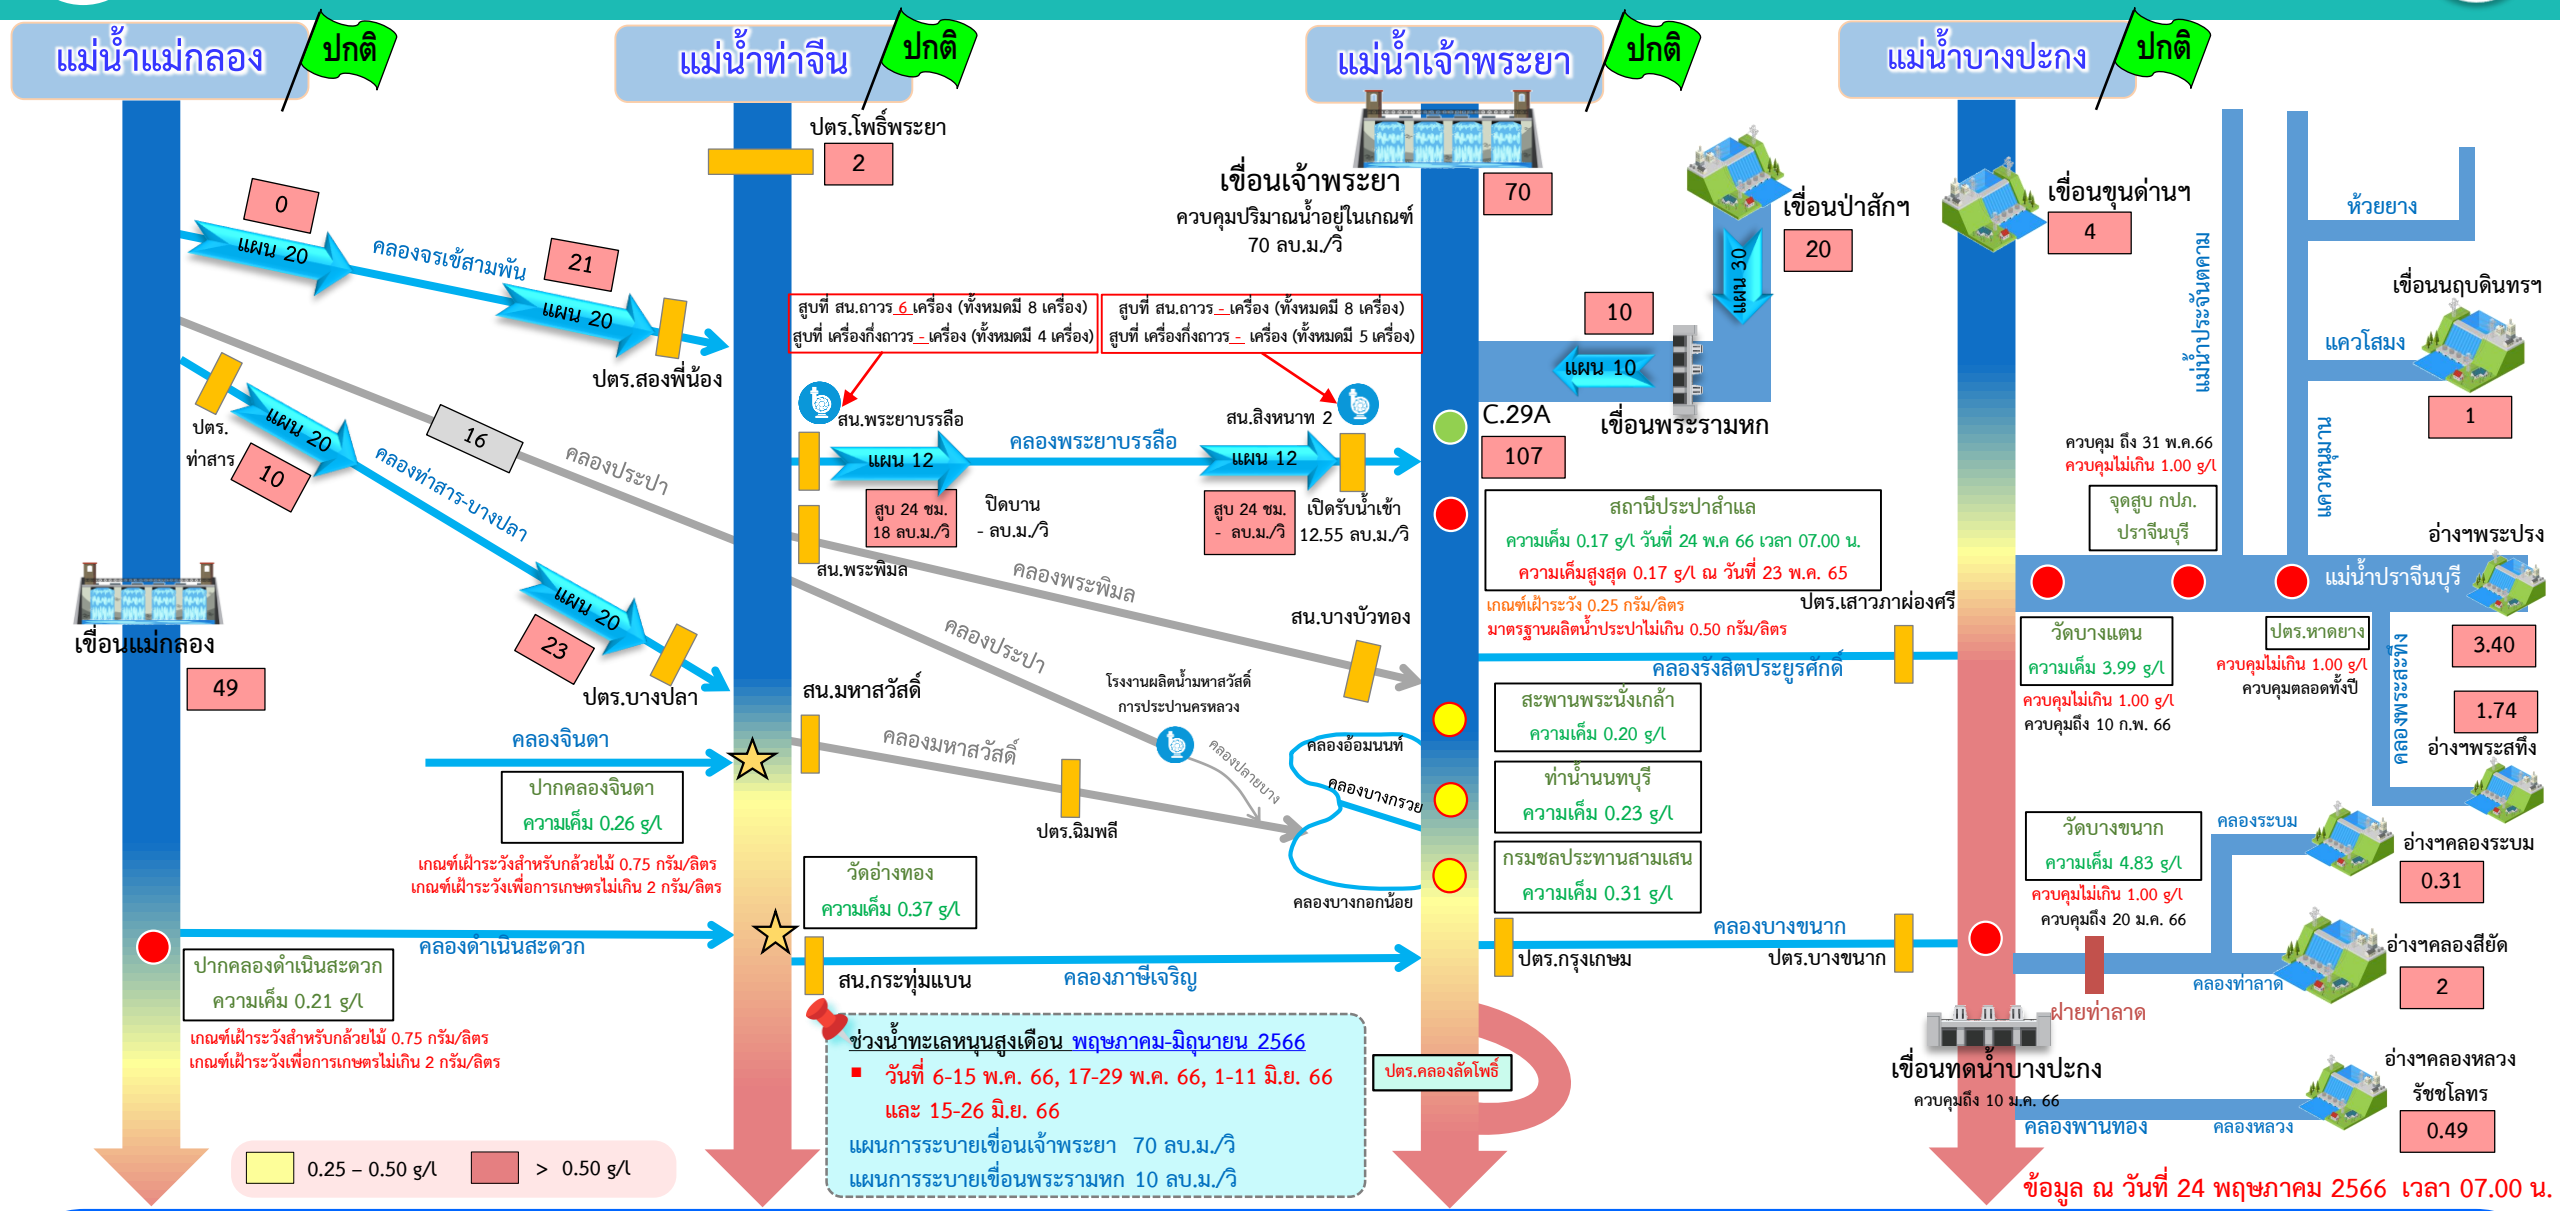 แม่น้ำแม่กลอง
ปกติ
แม่น้ำท่าจีน
ปกติ
แม่น้ำเจ้าพระยา
ปกติ
แม่น้ำบางปะกง
ปกติ
ปตร.โพธิ์พระยา
2
0
แผน 20
คลองจรเข้สามพัน
21
แผน 20
ปตร.สองพี่น้อง
ปตร.
ท่าสาร
แผน 20
10
คลองท่าสาร-บางปลา
16
คลองประปา
แผน 20
23
ปตร.บางปลา
เขื่อนแม่กลอง
49
คลองจินดา
ปากคลองจินดา
ความเค็ม 0.26 g/l
เกณฑ์เฝ้าระวังสำหรับกล้วยไม้ 0.75 กรัม/ลิตร
เกณฑ์เฝ้าระวังเพื่อการเกษตรไม่เกิน 2 กรัม/ลิตร
คลองดำเนินสะดวก
ปากคลองดำเนินสะดวก
ความเค็ม 0.21 g/l
เกณฑ์เฝ้าระวังสำหรับกล้วยไม้ 0.75 กรัม/ลิตร
เกณฑ์เฝ้าระวังเพื่อการเกษตรไม่เกิน 2 กรัม/ลิตร
0.25 – 0.50 g/l
> 0.50 g/l
เขื่อนเจ้าพระยา
ควบคุมปริมาณน้ำอยู่ในเกณฑ์
70 ลบ.ม./วิ
70
สูบที่ สน.ถาวร 6 เครื่อง (ทั้งหมดมี 8 เครื่อง)
สูบที่ เครื่องกึ่งถาวร - เครื่อง (ทั้งหมดมี 4 เครื่อง)
สูบที่ สน.ถาวร - เครื่อง (ทั้งหมดมี 8 เครื่อง)
สูบที่ เครื่องกึ่งถาวร - เครื่อง (ทั้งหมดมี 5 เครื่อง)
สน.พระยาบรรลือ
แผน 12
คลองพระยาบรรลือ
สน.สิงหนาท 2
แผน 12
สูบ 24 ชม.
18 ลบ.ม./วิ
ปิดบาน
- ลบ.ม./วิ
สูบ 24 ชม.
- ลบ.ม./วิ
เปิดรับน้ำเข้า
12.55 ลบ.ม./วิ
สน.พระพิมล
คลองพระพิมล
สน.บางบัวทอง
คลองประปา
โรงงานผลิตน้ำมหาสวัสดิ์
การประปานครหลวง
สน.มหาสวัสดิ์
คลองมหาสวัสดิ์
ปตร.ฉิมพลี
คลองปลายบาง
คลองอ้อมนนท์
คลองบางกรวย
คลองบางกอกน้อย
วัดอ่างทอง
ความเค็ม 0.37 g/l
สน.กระทุ่มแบน
คลองภาษีเจริญ
ช่วงน้ำทะเลหนุนสูงเดือน พฤษภาคม-มิถุนายน 2566
วันที่ 6-15 พ.ค. 66, 17-29 พ.ค. 66, 1-11 มิ.ย. 66
และ 15-26 มิ.ย. 66
แผนการระบายเขื่อนเจ้าพระยา 70 ลบ.ม./วิ
แผนการระบายเขื่อนพระรามหก 10 ลบ.ม./วิ
ปตร.คลองลัดโพธิ์
เขื่อนป่าสักฯ
20
แผน 30
10
แผน 10
เขื่อนพระรามหก
C.29A
107
สถานีประปาสำแล
ความเค็ม 0.17 g/l วันที่ 24 พ.ค 66 เวลา 07.00 น.
ความเค็มสูงสุด 0.17 g/l ณ วันที่ 23 พ.ค. 65
เกณฑ์เฝ้าระวัง 0.25 กรัม/ลิตร
มาตรฐานผลิตน้ำประปาไม่เกิน 0.50 กรัม/ลิตร
ปตร.เสาวภาผ่องศรี
คลองรังสิตประยูรศักดิ์
สะพานพระนั่งเกล้า
ความเค็ม 0.20 g/l
ท่าน้ำนนทบุรี
ความเค็ม 0.23 g/l
กรมชลประทานสามเสน
ความเค็ม 0.31 g/l
คลองบางขนาก
ปตร.กรุงเกษม
ปตร.บางขนาก
เขื่อนขุนด่านฯ
4
แม่น้ำประจันตคาม
ห้วยยาง
เขื่อนนฤบดินทรฯ
แควโสมง
1
แควหนุมาน
ควบคุม ถึง 31 พ.ค.66
ควบคุมไม่เกิน 1.00 g/l
จุดสูบ กปภ.
ปราจีนบุรี
อ่างฯพระปรง
แม่น้ำปราจีนบุรี
3.40
วัดบางแตน
ความเค็ม 3.99 g/l
ควบคุมไม่เกิน 1.00 g/l
ควบคุมถึง 10 ก.พ. 66
ปตร.หาดยาง
ควบคุมไม่เกิน 1.00 g/l
ควบคุมตลอดทั้งปี
คลองพระสะทึง
1.74
อ่างฯพระสทึง
วัดบางขนาก
ความเค็ม 4.83 g/l
ควบคุมไม่เกิน 1.00 g/l
ควบคุมถึง 20 ม.ค. 66
คลองระบม
อ่างฯคลองระบม
0.31
อ่างฯคลองสียัด
2
คลองท่าลาด
ฝายท่าลาด
เขื่อนทดน้ำบางปะกง
ควบคุมถึง 10 ม.ค. 66
คลองพานทอง
คลองหลวง
อ่างฯคลองหลวง
รัชชโลทร
0.49
ข้อมูล ณ วันที่ 24 พฤษภาคม 2566 เวลา 07.00 น.